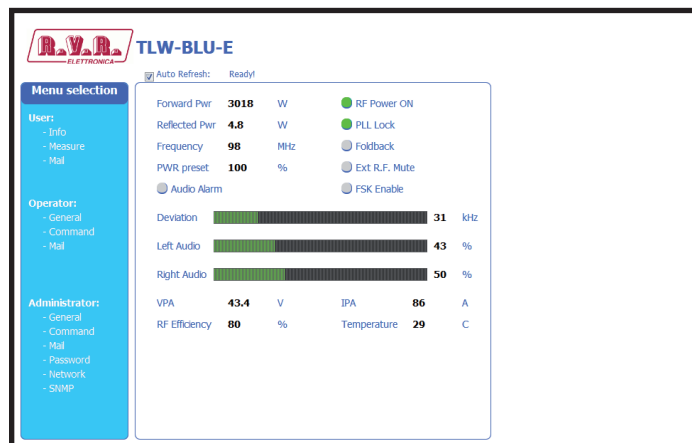 R.V.R.
ELETTRONICA
TLW-BLU-E
Auto Refresh: Ready!
Menu selection
User:
- Info
- Measure
- Mail
Operator:
- General
- Command
- Mail
Administrator:
- General
- Command
- Mail
- Password
- Network
- SNMP
Forward Pwr 3018 W RF Power ON
Reflected Pwr 4.8 W PLL Lock
Frequency 98 MHz Foldback
PWR preset 100 % Ext R.F. Mute
Audio Alarm FSK Enable
Deviation 31 kHz
Left Audio 43 %
Right Audio 50 %
VPA 43.4 V IPA 86 A
RF Efficiency 80 % Temperature 29 C